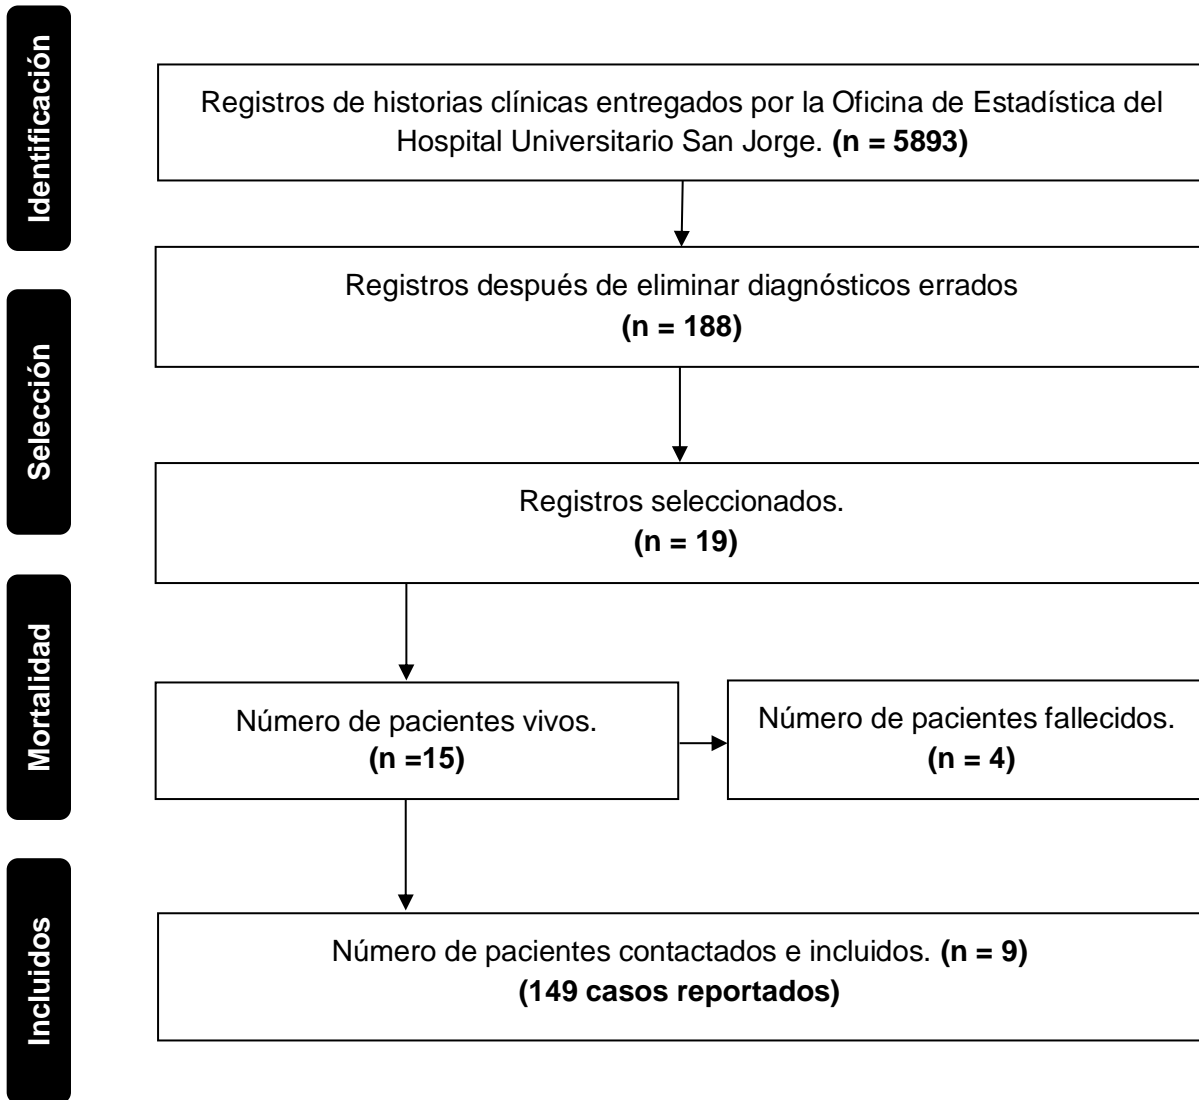 Identificación
Registros de historias clínicas entregados por la Oficina de Estadística del
Hospital Universitario San Jorge. (n = 5893)
Registros después de eliminar diagnósticos errados
(n = 188)
Selección
Registros seleccionados.
(n = 19)
Mortalidad
Número de pacientes vivos.
(n =15)
Número de pacientes fallecidos.
(n = 4)
Incluidos
Número de pacientes contactados e incluidos. (n = 9)
(149 casos reportados)